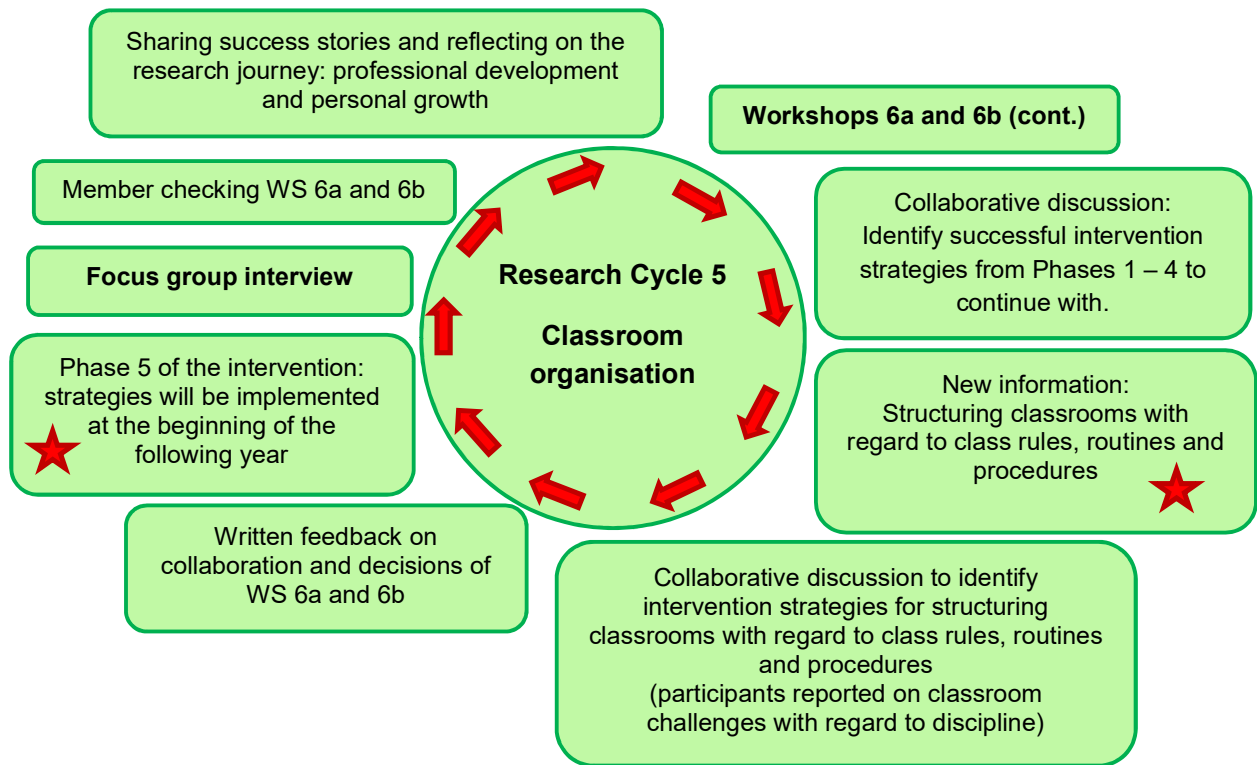 Sharing success stories and reflecting on the
research journey: professional development
and personal growth
Workshops 6a and 6b (cont.)
Member checking WS 6a and 6b
Collaborative discussion:
Identify successful intervention
strategies from Phases 1 – 4 to
continue with.
Focus group interview
Research Cycle 5
Classroom
organisation
Phase 5 of the intervention:
strategies will be implemented
at the beginning of the
following year
New information:
Structuring classrooms with
regard to class rules, routines and
procedures
Written feedback on
collaboration and decisions of
WS 6a and 6b
Collaborative discussion to identify
intervention strategies for structuring
classrooms with regard to class rules, routines
and procedures
(participants reported on classroom
challenges with regard to discipline)